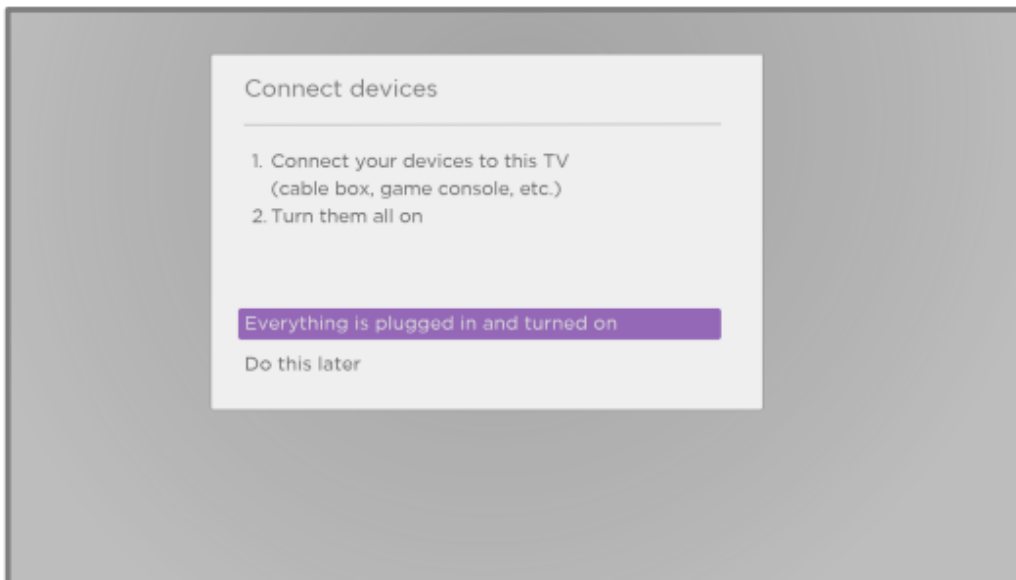 Connect devices
1. Connect your devices to this TV
(cable box, game console, etc.)
2. Turn them all on
Everything is plugged in and turned on
Do this later